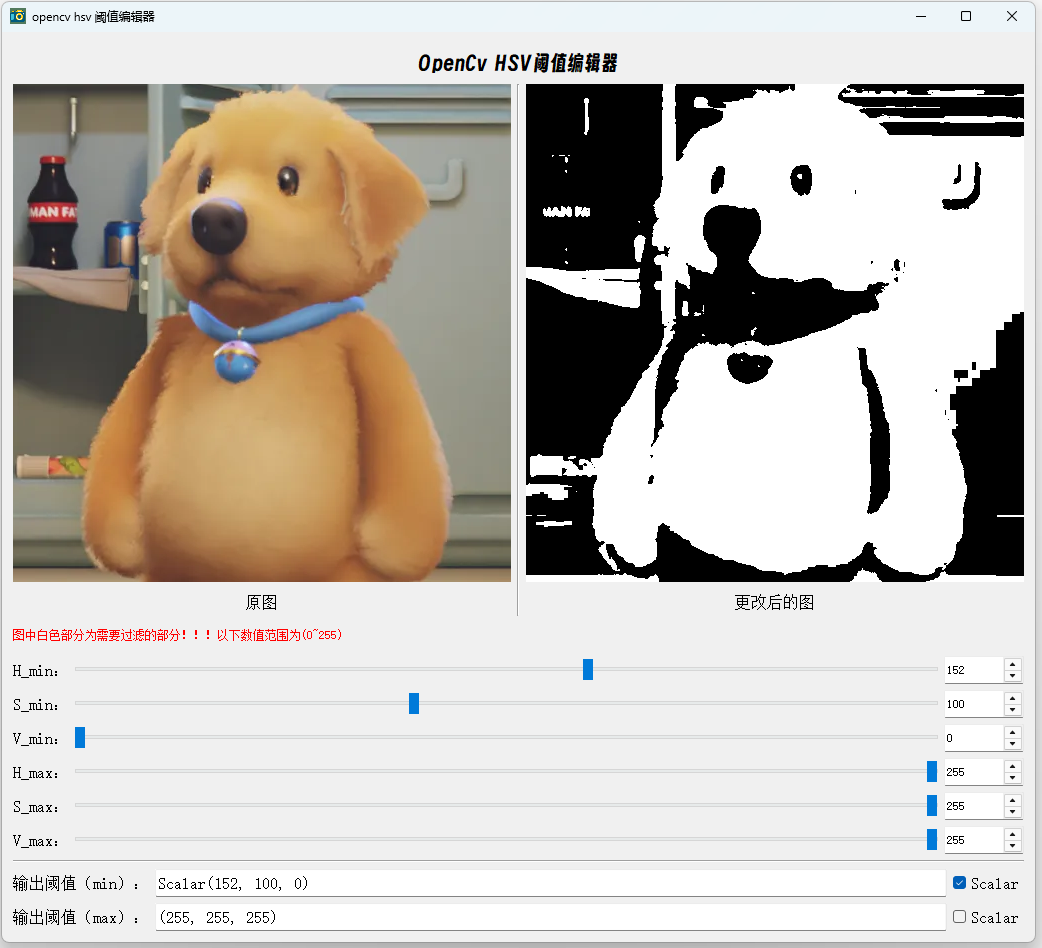 opencv hsv 阈值编辑器
OpenCv HSV阈值编辑器
MAN FA
原图
更改后的图
图中白色部分为需要过滤的部分！！！以下数值范围为(0~255)
H_min: 152
S_min: 100
V_min: 0
H_max: 255
S_max: 255
V_max: 255
输出阈值（min）: Scalar(152, 100, 0) Scalar
输出阈值（max）: (255, 255, 255) Scalar